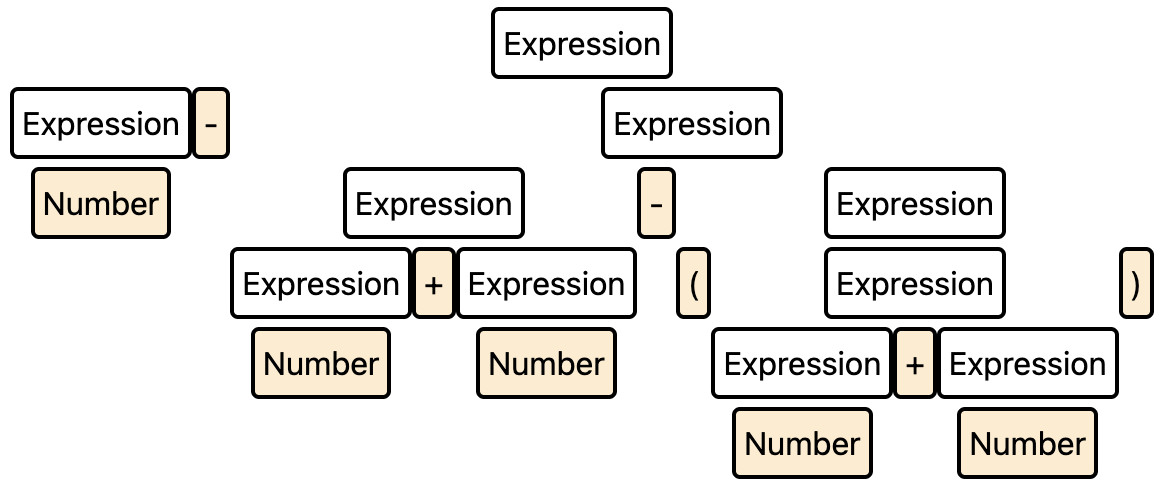 Expression
Expression - Expression
Number Expression - Expression
Expression + Expression ( Expression )
Number Number Expression + Expression
Number Number